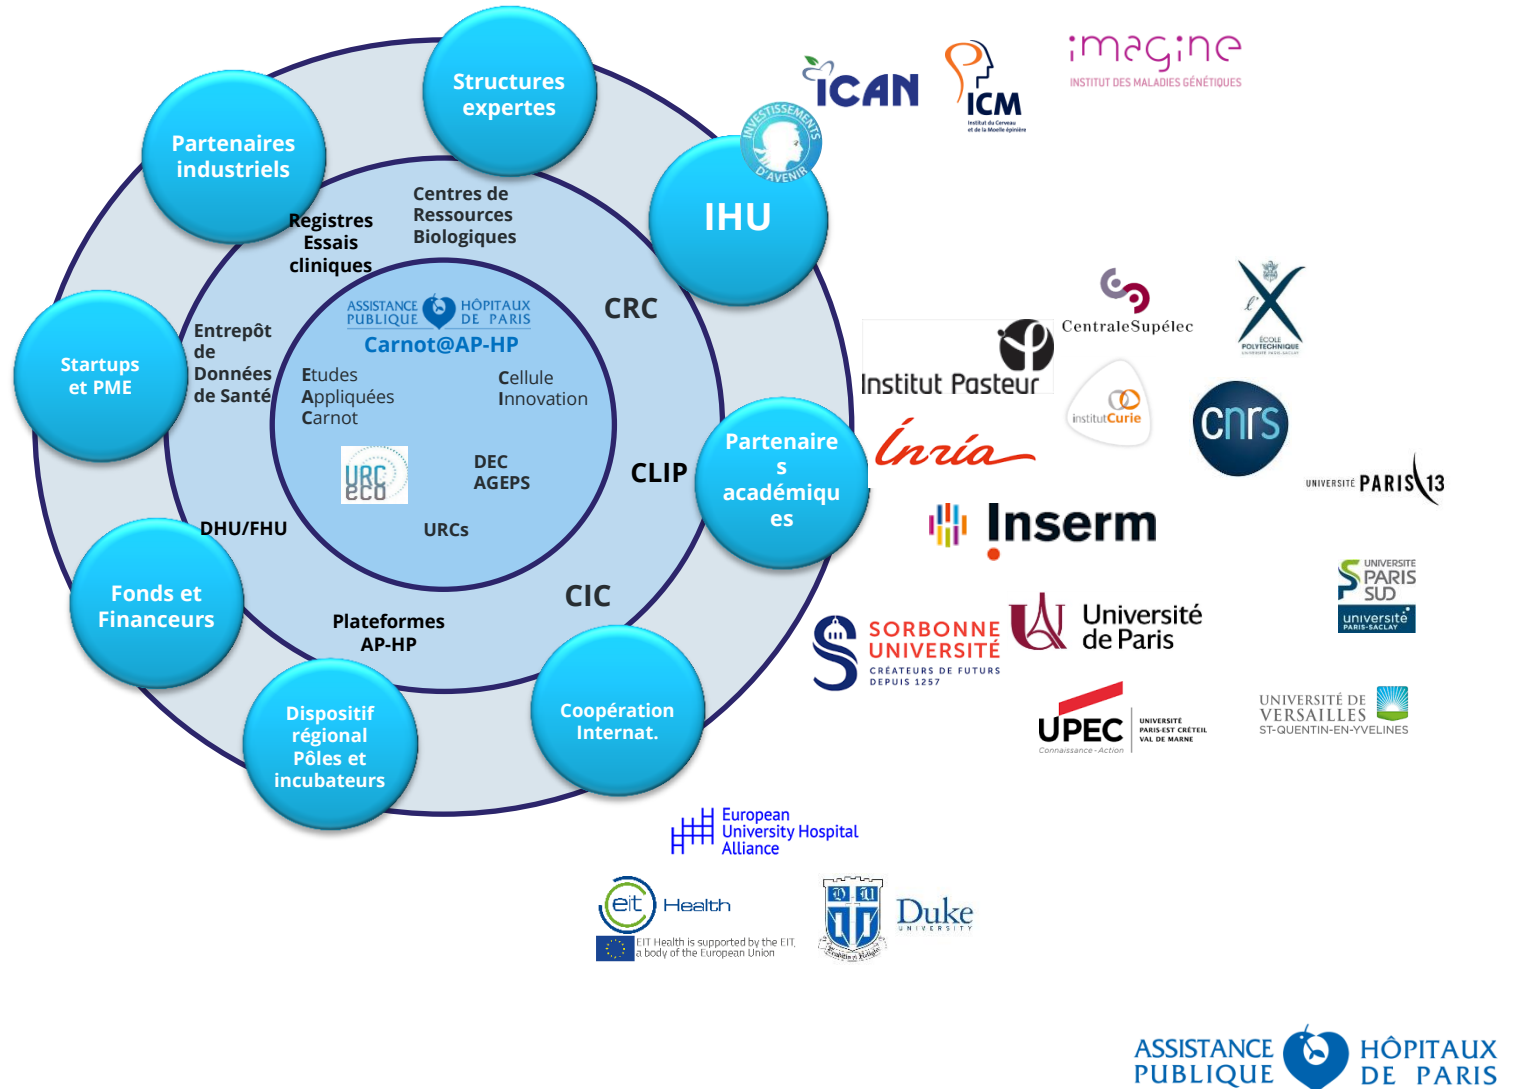 Structures
expertes
Partenaires
industriels
IHU
INVESTISSEMENTS
D'AVENIR
Startups
et PME
Partenaire
s
académiqu
es
Fonds et
Financeurs
Dispositif
régional
Pôles et
incubateurs
Coopération
Internat.
Centres de
Ressources
Biologiques
Registres
Essais
cliniques
CRC
Entrepôt
de
Données
de Santé
CLIP
DHU/FHU
CIC
Plateformes
AP-HP
ASSISTANCE HÔPITAUX
PUBLIQUE DE PARIS
Carnot@AP-HP
Etudes
Appliquées
Carnot
Cellule
Innovation
URC
eco
DEC
AGEPS
URCs
iCAN
ICM
Institut du Cerveau
et de la Moelle épinière
imagine
INSTITUT DES MALADIES GÉNÉTIQUES
CentraleSupélec
l'X
ÉCOLE
POLYTECHNIQUE
UNIVERSITÉ PARIS-SACLAY
Institut Pasteur
institutCurie
cnrs
Inria
UNIVERSITÉ PARIS 13
Inserm
UNIVERSITE
PARIS
SUD
université
PARIS-SACLAY
SORBONNE
UNIVERSITÉ
CRÉATEURS DE FUTURS
DEPUIS 1257
Université
de Paris
UPEC
Connaissance - Action
UNIVERSITÉ
PARIS-EST CRÉTEIL
VAL DE MARNE
UNIVERSITÉ DE
VERSAILLES
ST-QUENTIN-EN-YVELINES
European
University Hospital
Alliance
eit Health
EIT Health is supported by the EIT,
a body of the European Union
Duke
UNIVERSITY
ASSISTANCE HÔPITAUX
PUBLIQUE DE PARIS